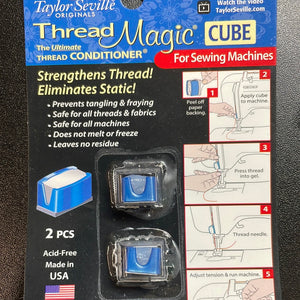 Taylor Seville
ORIGINALS
Watch the video
TaylorSeville.com
Thread Magic CUBE
The Ultimate
THREAD CONDITIONER
For Sewing Machines
Strengthens Thread!
Eliminates Static!
• Prevents tangling & fraying
• Safe for all threads & fabrics
• Safe for all machines
• Does not melt or freeze
• Leaves no residue
2 PCS
Acid-Free
Made in
USA
1
Peel off
paper
backing.
2
Apply cube
to machine.
3
Press thread
into gel.
4
Thread needle.
5
Adjust tension & run machine.